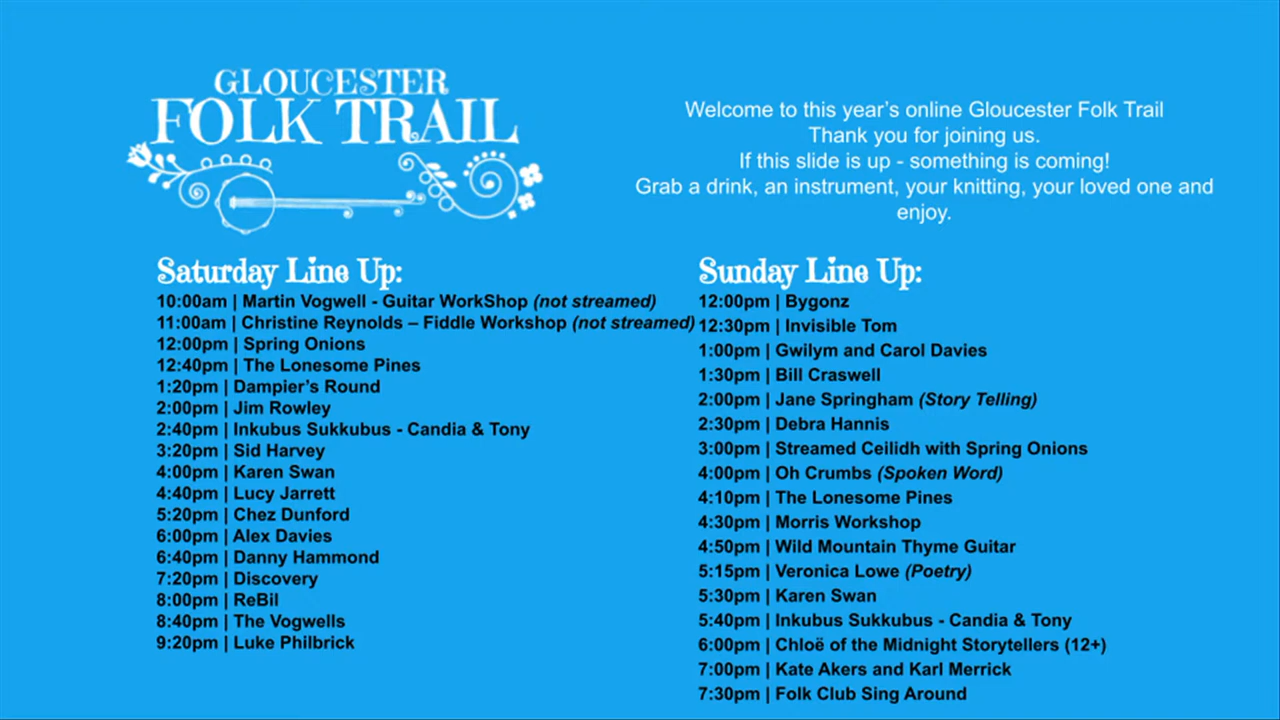 GLOUCESTER
FOLK TRAIL
Welcome to this year's online Gloucester Folk Trail
Thank you for joining us.
If this slide is up - something is coming!
Grab a drink, an instrument, your knitting, your loved one and
enjoy.
Saturday Line Up:
10:00am | Martin Vogwell - Guitar WorkShop (not streamed)
11:00am | Christine Reynolds – Fiddle Workshop (not streamed)
12:00pm | Spring Onions
12:40pm | The Lonesome Pines
1:20pm | Dampier's Round
2:00pm | Jim Rowley
2:40pm | Inkubus Sukkubus - Candia & Tony
3:20pm | Sid Harvey
4:00pm | Karen Swan
4:40pm | Lucy Jarrett
5:20pm | Chez Dunford
6:00pm | Alex Davies
6:40pm | Danny Hammond
7:20pm | Discovery
8:00pm | ReBil
8:40pm | The Vogwells
9:20pm | Luke Philbrick
Sunday Line Up:
12:00pm | Bygonz
12:30pm | Invisible Tom
1:00pm | Gwilym and Carol Davies
1:30pm | Bill Craswell
2:00pm | Jane Springham (Story Telling)
2:30pm | Debra Hannis
3:00pm | Streamed Ceilidh with Spring Onions
4:00pm | Oh Crumbs (Spoken Word)
4:10pm | The Lonesome Pines
4:30pm | Morris Workshop
4:50pm | Wild Mountain Thyme Guitar
5:15pm | Veronica Lowe (Poetry)
5:30pm | Karen Swan
5:40pm | Inkubus Sukkubus - Candia & Tony
6:00pm | Chloë of the Midnight Storytellers (12+)
7:00pm | Kate Akers and Karl Merrick
7:30pm | Folk Club Sing Around